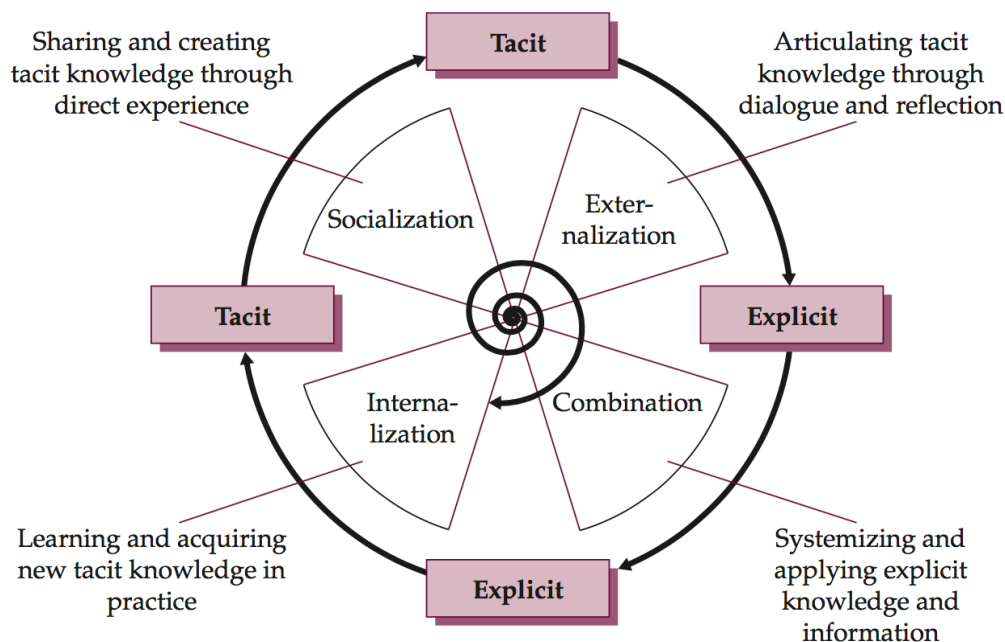 Sharing and creating
tacit knowledge through
direct experience
Tacit
Articulating tacit
knowledge through
dialogue and reflection
Socialization
Exter-
nalization
Tacit
Explicit
Interna-
lization
Combination
Learning and acquiring
new tacit knowledge in
practice
Explicit
Systemizing and
applying explicit
knowledge and
information